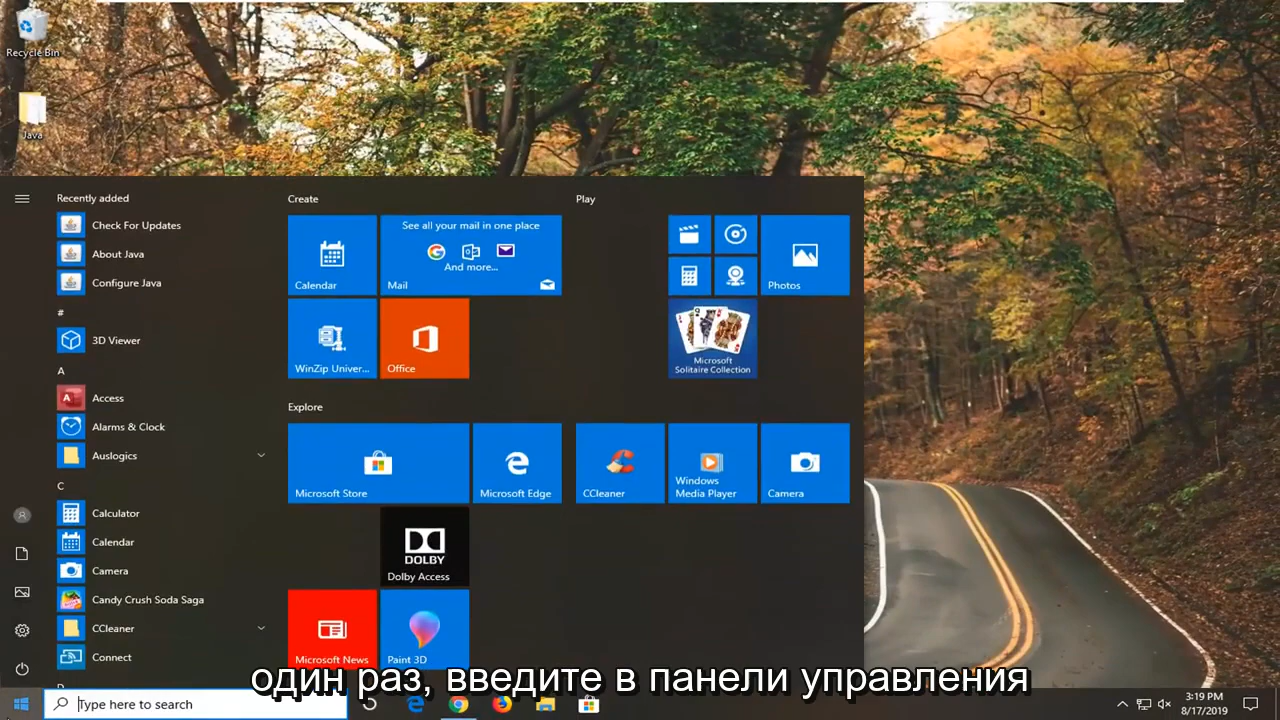 Recycle Bin
Java
Recently added
Check For Updates
About Java
Configure Java
#
3D Viewer
A
Access
Alarms & Clock
Auslogics
C
Calculator
Calendar
Camera
Candy Crush Soda Saga
CCleaner
Connect
Create
Calendar
See all your mail in one place
And more...
Mail
WinZip Univer...
Office
Explore
Microsoft Store
Microsoft Edge
DOLBY
Dolby Access
Microsoft News
Paint 3D
Play
Photos
Microsoft
Solitaire Collection
CCleaner
Windows
Media Player
Camera
один раз, введите в панели управления
Type here to search
3:19 PM
8/17/2019